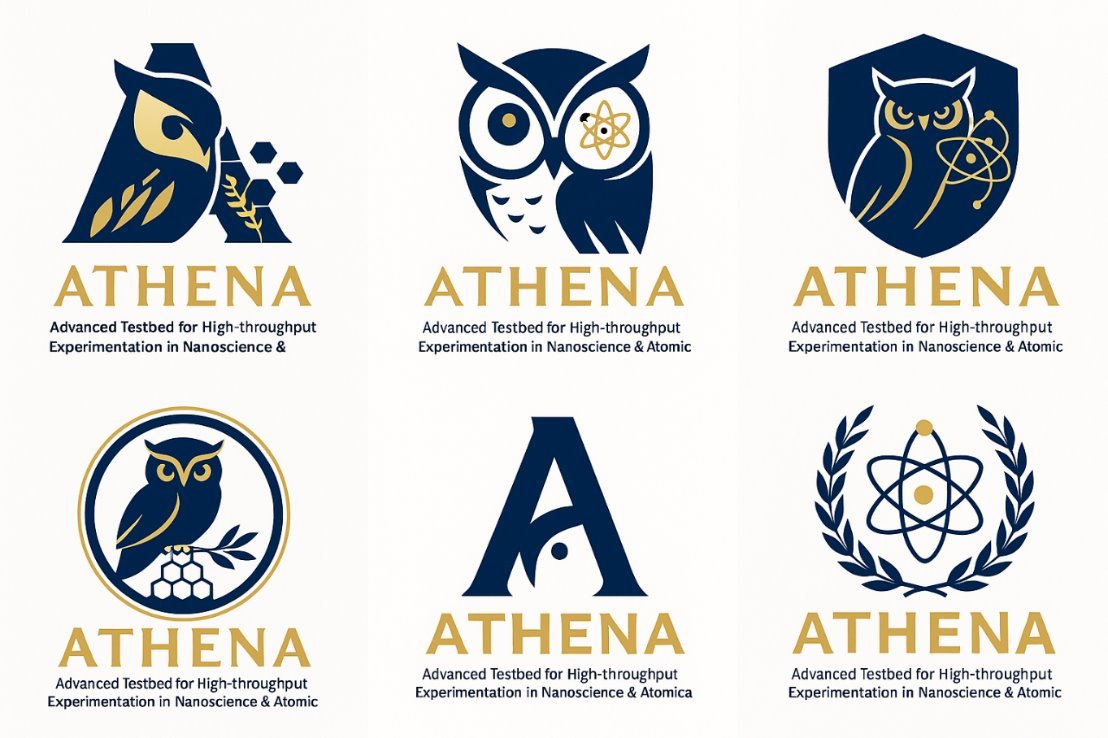 ATHENA
Advanced Testbed for High-throughput
Experimentation in Nanoscience &
ATHENA
Advanced Testbed for High-throughput
Experimentation in Nanoscience & Atomic
ATHENA
Advanced Testbed for High-throughput
Experimentation in Nanoscience & Atomic
ATHENA
Advanced Testbed for High-throughput
Experimentation in Nanoscience & Atomic
A
ATHENA
Advanced Testbed for High-throughput
Experimentation in Nanoscience & Atomica
ATHENA
Advanced Testbed for High-throughput
Experimentation in Nanoscience & Atomic